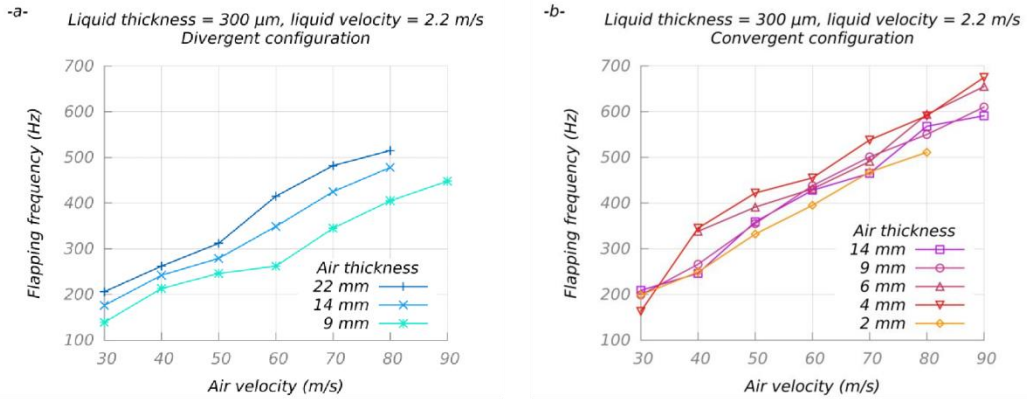 -a-
Liquid thickness = 300 µm, liquid velocity = 2.2 m/s
Divergent configuration
700
600
500
400
300
200
100
Flapping frequency (Hz)
Air thickness
22 mm
14 mm
9 mm
30 40 50 60 70 80 90
Air velocity (m/s)
-b-
Liquid thickness = 300 µm, liquid velocity = 2.2 m/s
Convergent configuration
700
600
500
400
300
200
100
Flapping frequency (Hz)
Air thickness
14 mm
9 mm
6 mm
4 mm
2 mm
30 40 50 60 70 80 90
Air velocity (m/s)